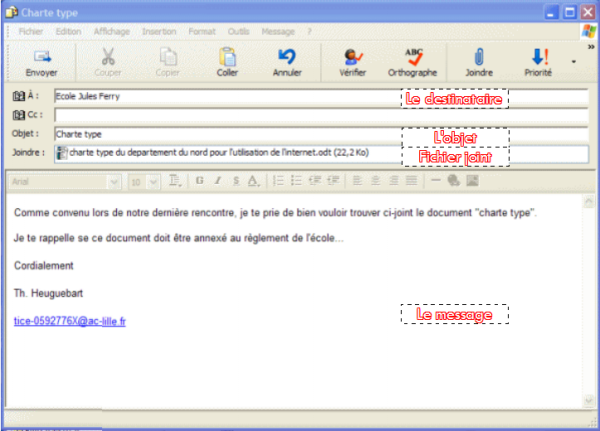 Charte type
Fichier Edition Affichage Insertion Format Outils Message ?
Envoyer Couper Copier Coller Annuler Vérifier ABC Orthographe Joindre Priorité »
À : Ecole Jules Ferry Le destinataire
Cc :
Objet : Charte type L'objet
Joindre : charte type du departement du nord pour l'utilisation de l'internet.odt (22,2 Ko) Fichier joint
Arial 10 G I S A
Comme convenu lors de notre dernière rencontre, je te prie de bien vouloir trouver ci-joint le document "charte type".
Je te rappelle se ce document doit être annexé au règlement de l'école...
Cordialement
Th. Heuguebart
tice-0592776X@ac-lille.fr Le message